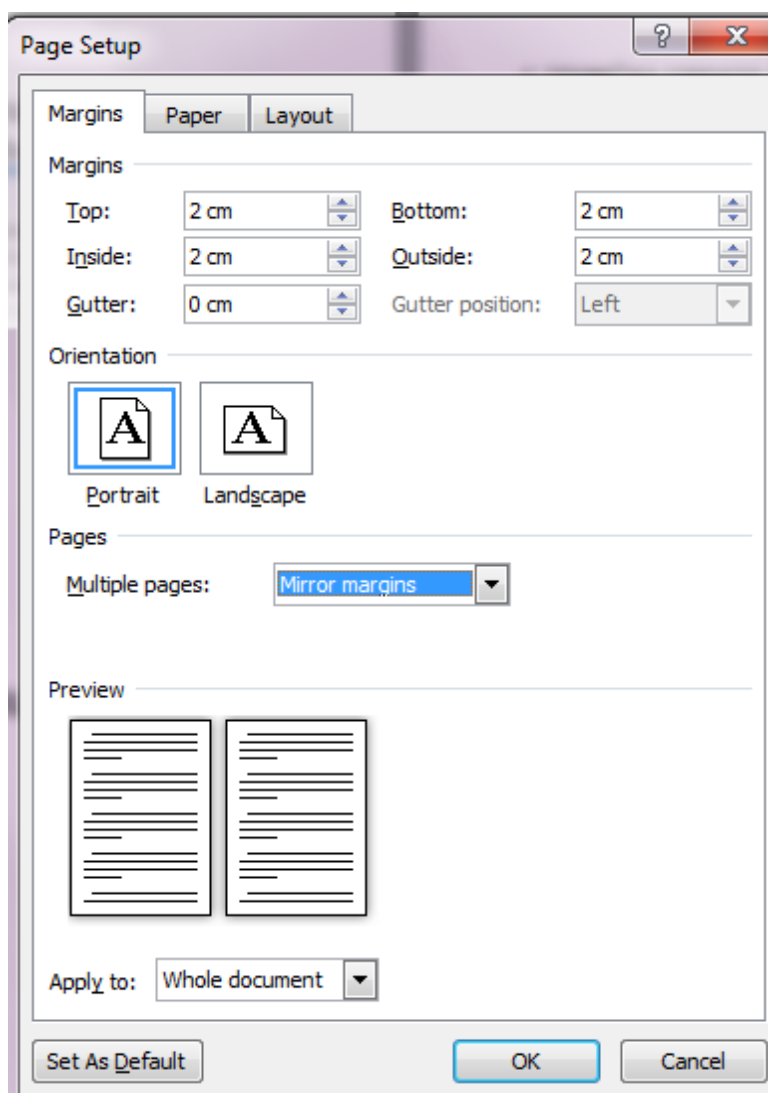 Page Setup
Margins Paper Layout
Margins
Top: 2 cm Bottom: 2 cm
Inside: 2 cm Outside: 2 cm
Gutter: 0 cm Gutter position: Left
Orientation
A A
Portrait Landscape
Pages
Multiple pages: Mirror margins
Preview
Apply to: Whole document
Set As Default OK Cancel